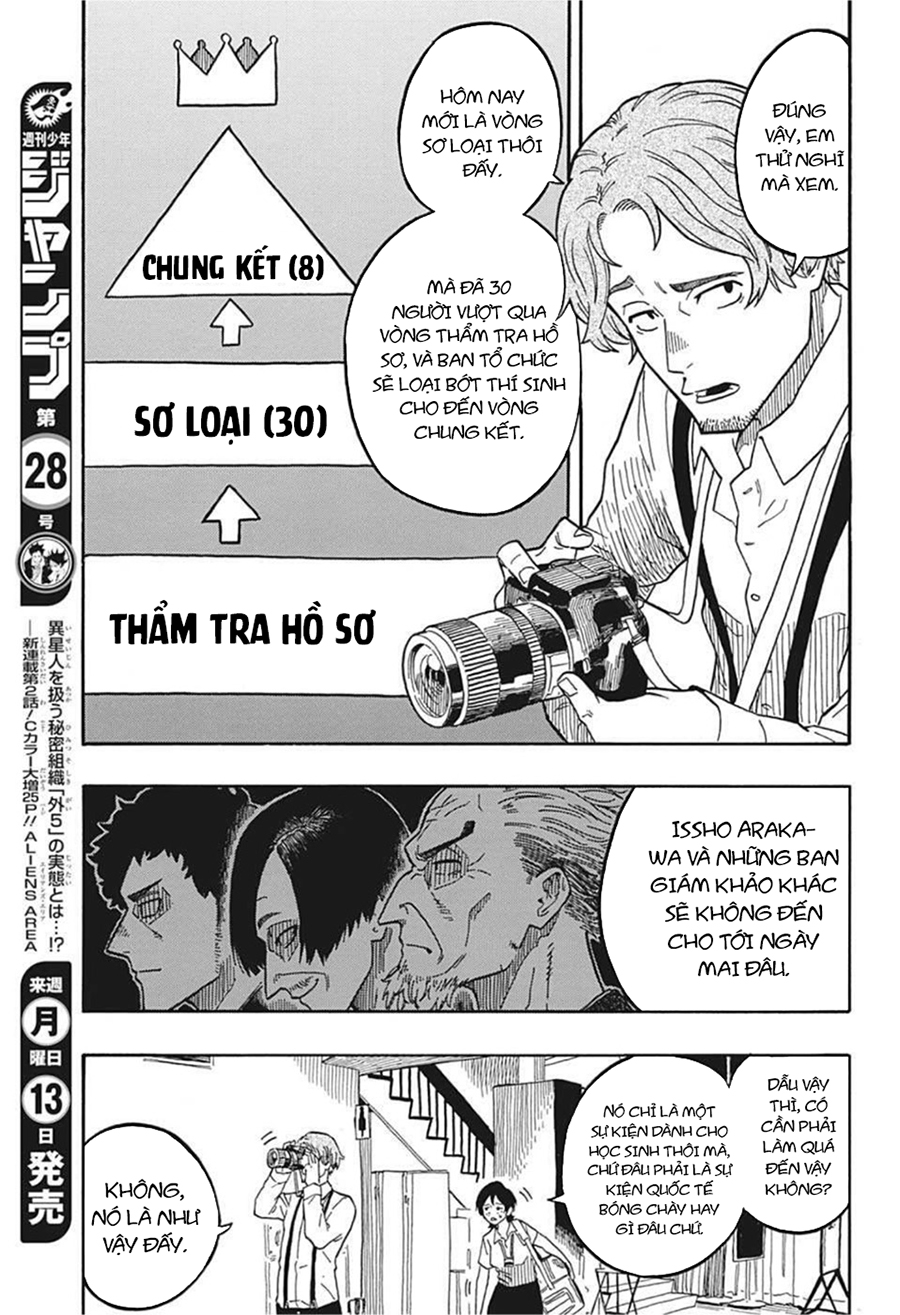 ĐÚNG
VẬY, EM
THỬ NGHĨ
MÀ XEM.
HÔM NAY
MỚI LÀ VÒNG
SƠ LOẠI THÔI
ĐẤY.
MÀ ĐÃ 30
NGƯỜI VƯỢT QUA
VÒNG THẨM TRA HỒ
SƠ, VÀ BAN TỔ CHỨC
SẼ LOẠI BỚT THÍ SINH
CHO ĐẾN VÒNG
CHUNG KẾT.
CHUNG KẾT (8)
SƠ LOẠI (30)
THẨM TRA HỒ SƠ
ISSHO ARAKA-
WA VÀ NHỮNG BAN
GIÁM KHẢO KHÁC
SẼ KHÔNG ĐẾN
CHO TỚI NGÀY
MAI ĐÂU.
DẪU VẬY
THÌ, CÓ
CẦN PHẢI
LÀM QUÁ
ĐẾN VẬY
KHÔNG?
NÓ CHỈ LÀ MỘT
SỰ KIỆN DÀNH CHO
HỌC SINH THÔI MÀ,
CHỨ ĐÂU PHẢI LÀ SỰ
KIỆN QUỐC TẾ
BÓNG CHÀY HAY
GÌ ĐÂU CHỨ.
KHÔNG,
NÓ LÀ NHƯ
VẬY ĐẤY.
週刊少年
ジャンプ
第
28
号
異星人を扱う秘密組織「外5」の実態とは…!?
―新連載第2話!Cカラー大増25P!! ALIENS AREA
来週
月
曜日
13
日
発売